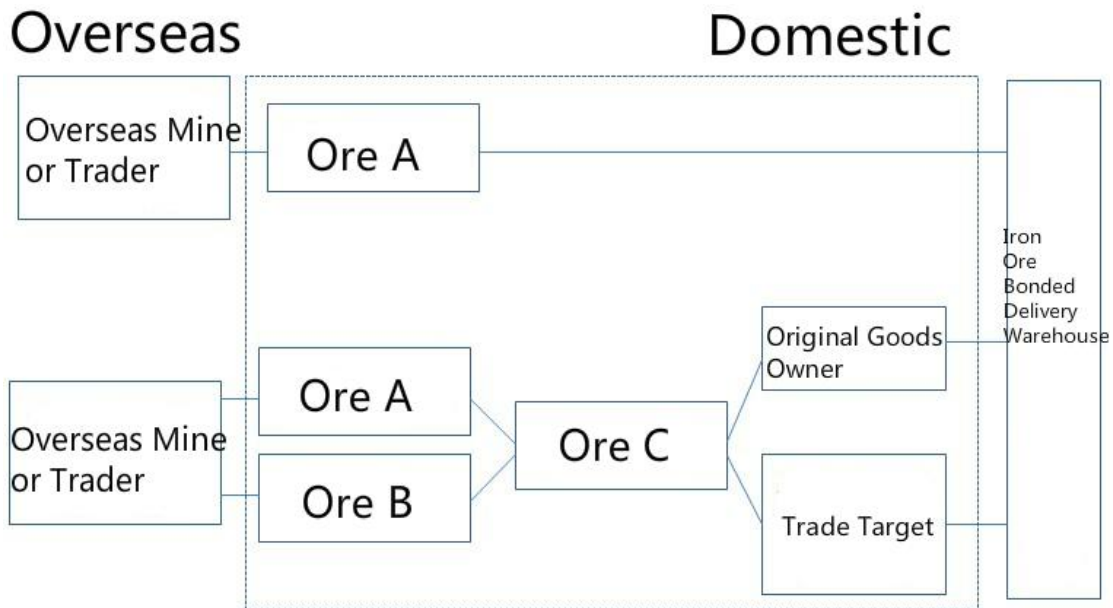 Overseas
Domestic
Overseas Mine
or Trader
Ore A
Iron
Ore
Bonded
Delivery
Warehouse
Original Goods
Owner
Ore A
Overseas Mine
or Trader
Ore C
Ore B
Trade Target